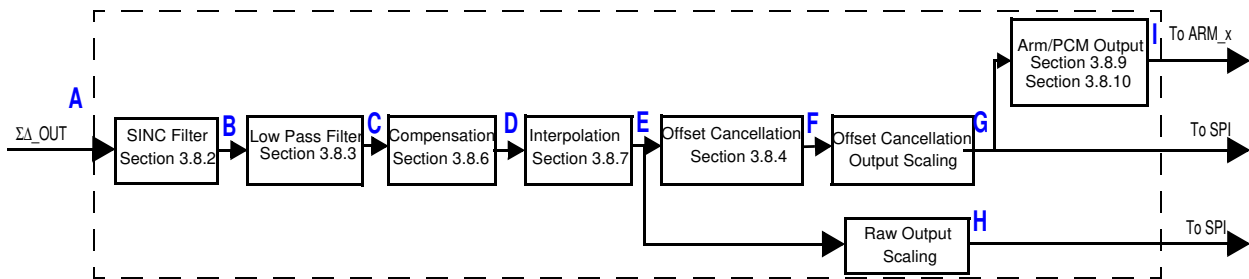 A
ΣΔ_OUT
SINC Filter
Section 3.8.2
B
Low Pass Filter
Section 3.8.3
C
Compensation
Section 3.8.6
D
Interpolation
Section 3.8.7
E
Offset Cancellation
Section 3.8.4
F
Offset Cancellation
Output Scaling
G
Arm/PCM Output
Section 3.8.9
Section 3.8.10
I
To ARM_x
To SPI
Raw Output
Scaling
H
To SPI